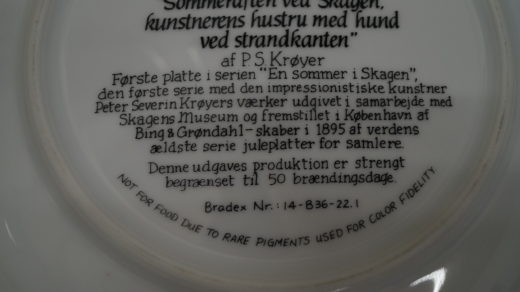 "Sommeraften ved Skagen,
kunstnerens hustru med hund
ved strandkanten"
af P.S. Krøyer
Første platte i serien "En sommer i Skagen",
den første serie med den impressionistiske kunstner
Peter Severin Krøyers værker udgivet i samarbejde med
Skagens Museum og fremstillet i København af
Bing & Grøndahl-skaber i 1895 af verdens
ældste serie juleplatter for samlere.
Denne udgaves produktion er strengt
begrænset til 50 brændingsdage.
Bradex Nr.: 14-B36-22.1
NOT FOR FOOD DUE TO RARE PIGMENTS USED FOR COLOR FIDELITY